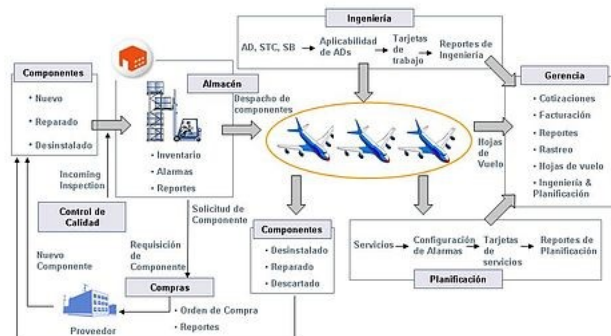 Ingeniería
AD, STC, SB
Aplicabilidad
de ADs
Tarjetas
de
trabajo
Reportes de
Ingeniería
Componentes
• Nuevo
• Reparado
• Desinstalado
Almacén
• Inventario
• Alarmas
• Reportes
Despacho de
componentes
Hojas
de
Vuelo
Gerencia
• Cotizaciones
• Facturación
• Reportes
• Rastreo
• Hojas de vuelo
• Ingeniería &
Planificación
Incoming
Inspection
Control de
Calidad
Solicitud de
Componente
Nuevo
Componente
Requisición
de
Componente
Compras
• Orden de Compra
• Reportes
Proveedor
Componentes
• Desinstalado
• Reparado
• Descartado
Servicios
Configuración
de Alarmas
Tarjetas
de
servicios
Reportes de
Planificación
Planificación